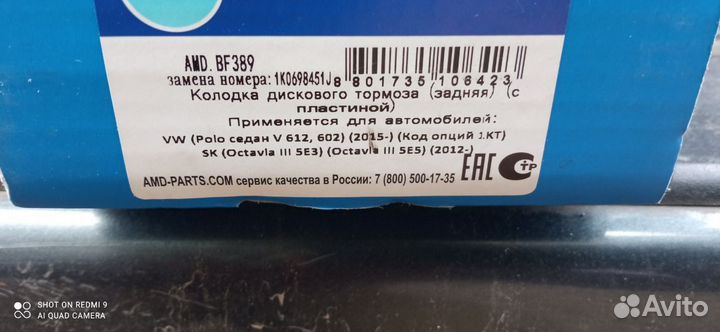 AMD. BF389
замена номера: 1K0698451J
8 801735 106423
Колодка дискового тормоза (задняя) (с
пластиной)
Применяется для автомобилей:
VW (Polo седан V 612, 602) (2015-) (Код опций 1KT)
SK (Octavia III 5E3) (Octavia III 5E5) (2012-)
AMD-PARTS.COM сервис качества в России: 7 (800) 500-17-35
EAC
СТР
SHOT ON REDMI 9
AI QUAD CAMERA
Avito